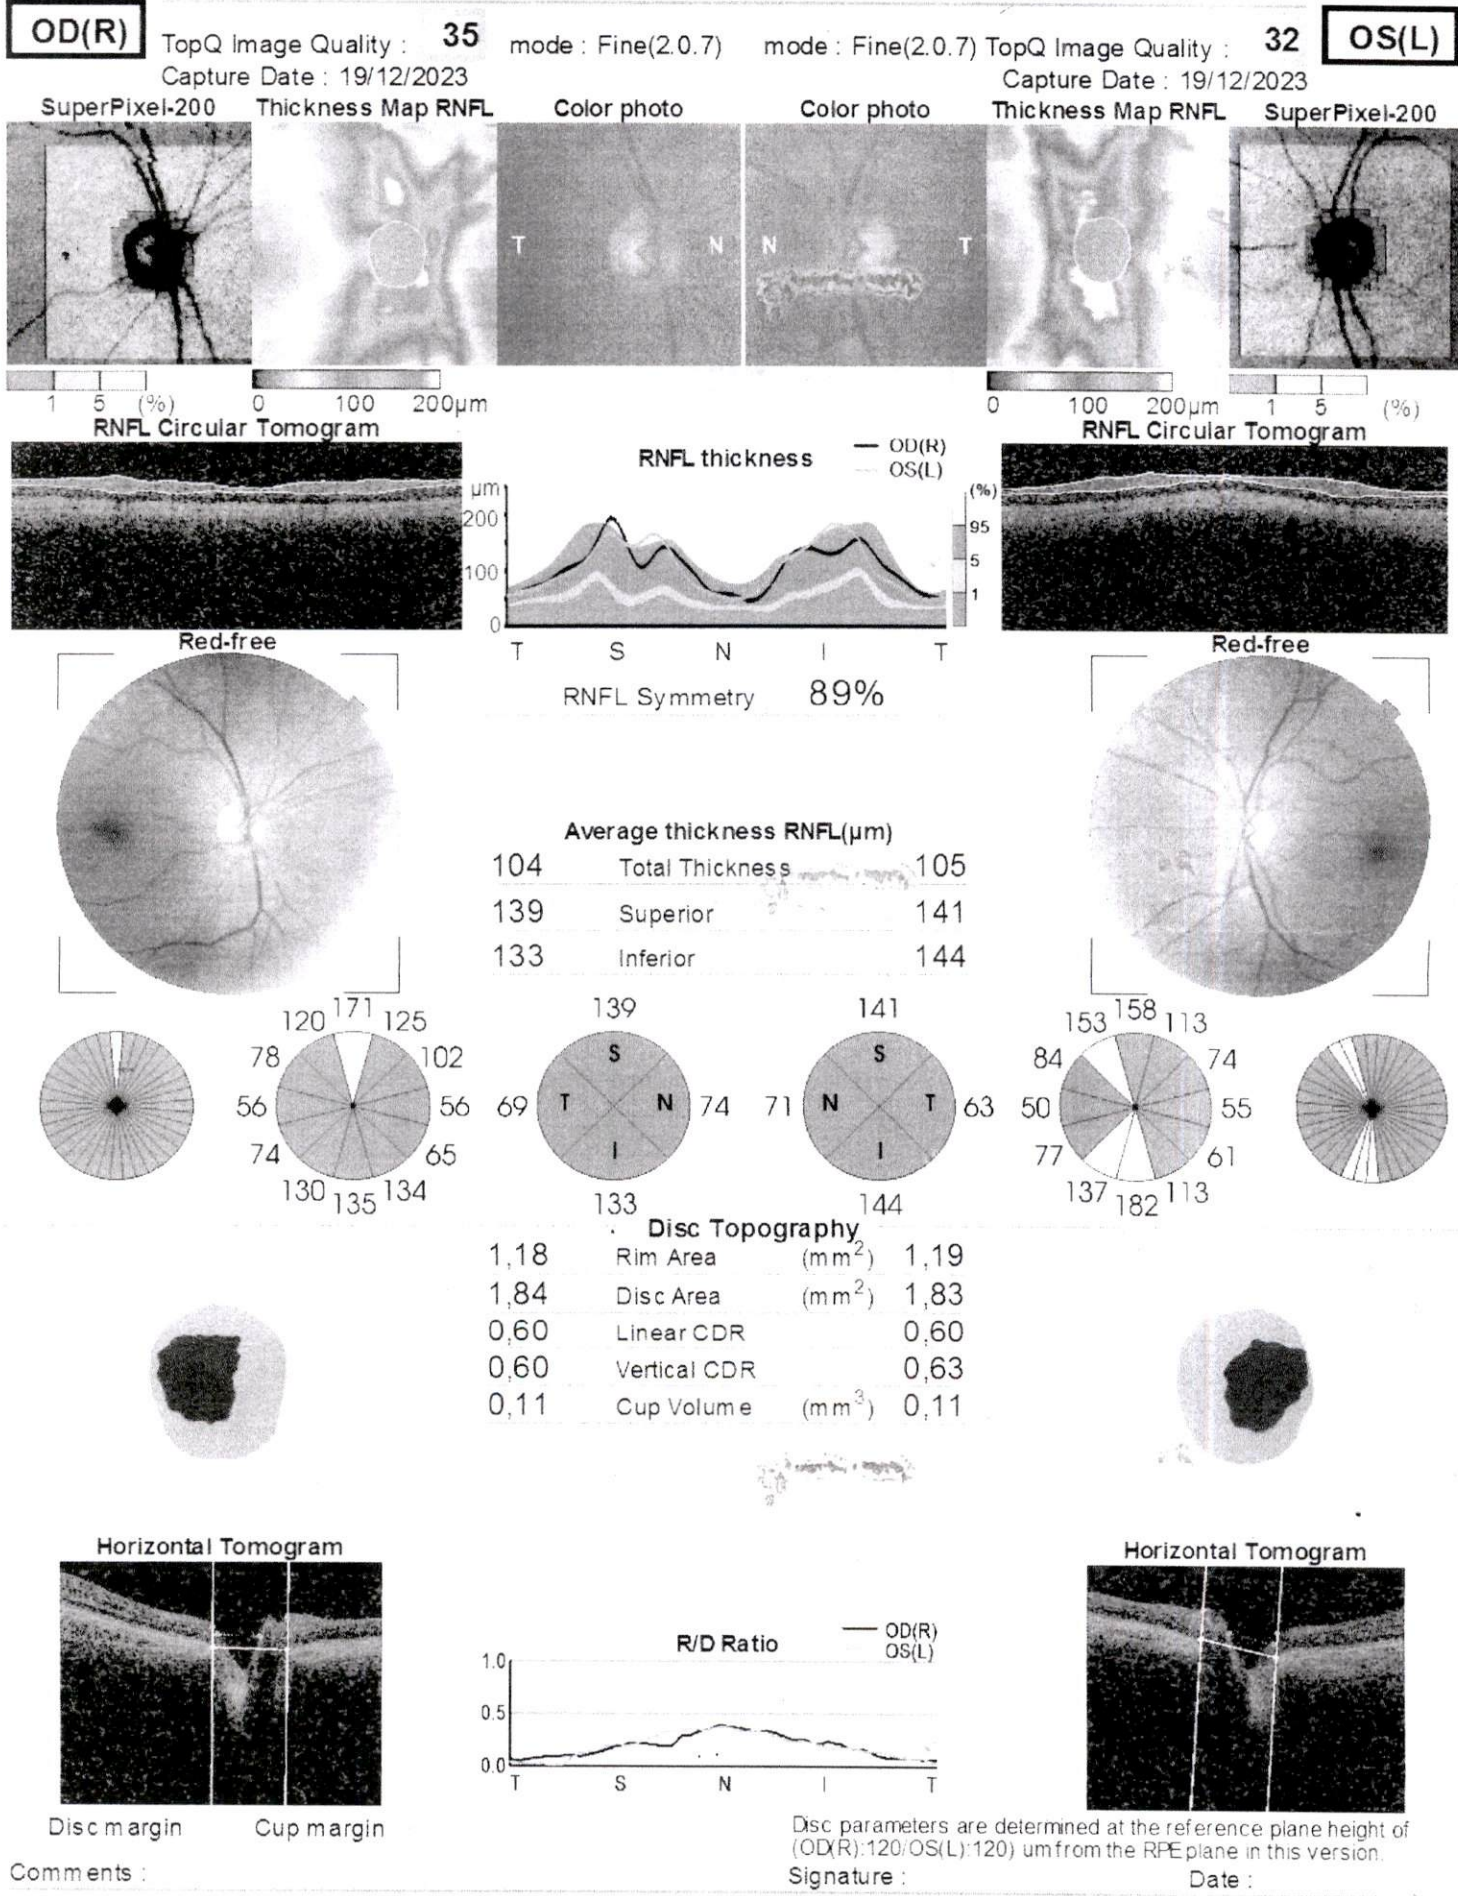 OD(R) TopQ Image Quality : 35 mode : Fine(2.0.7) mode : Fine(2.0.7) TopQ Image Quality : 32 OS(L)
Capture Date : 19/12/2023 Capture Date : 19/12/2023
SuperPixel-200 Thickness Map RNFL Color photo Color photo Thickness Map RNFL SuperPixel-200
T N N T
1 5 (%) 0 100 200µm 0 100 200µm 1 5 (%)
RNFL Circular Tomogram RNFL Circular Tomogram
RNFL thickness OD(R)
OS(L)
µm (%)
200 95
100 5
1
0
T S N I T
Red-free Red-free
RNFL Symmetry 89%
Average thickness RNFL(µm)
104 Total Thickness 105
139 Superior 141
133 Inferior 144
171 139 141 158
120 125 153 113
78 102 S S 84 74
56 56 69 T N 74 71 N T 63 50 55
74 65 I I 77 61
130 134 137 113
135 133 144 182
Disc Topography
1,18 Rim Area (mm²) 1,19
1,84 Disc Area (mm²) 1,83
0,60 Linear CDR 0,60
0,60 Vertical CDR 0,63
0,11 Cup Volume (mm³) 0,11
Horizontal Tomogram Horizontal Tomogram
R/D Ratio OD(R)
OS(L)
1.0
0.5
0.0
T S N I T
Disc margin Cup margin
Disc parameters are determined at the reference plane height of
(OD(R):120/OS(L):120) um from the RPE plane in this version.
Comments : Signature : Date :